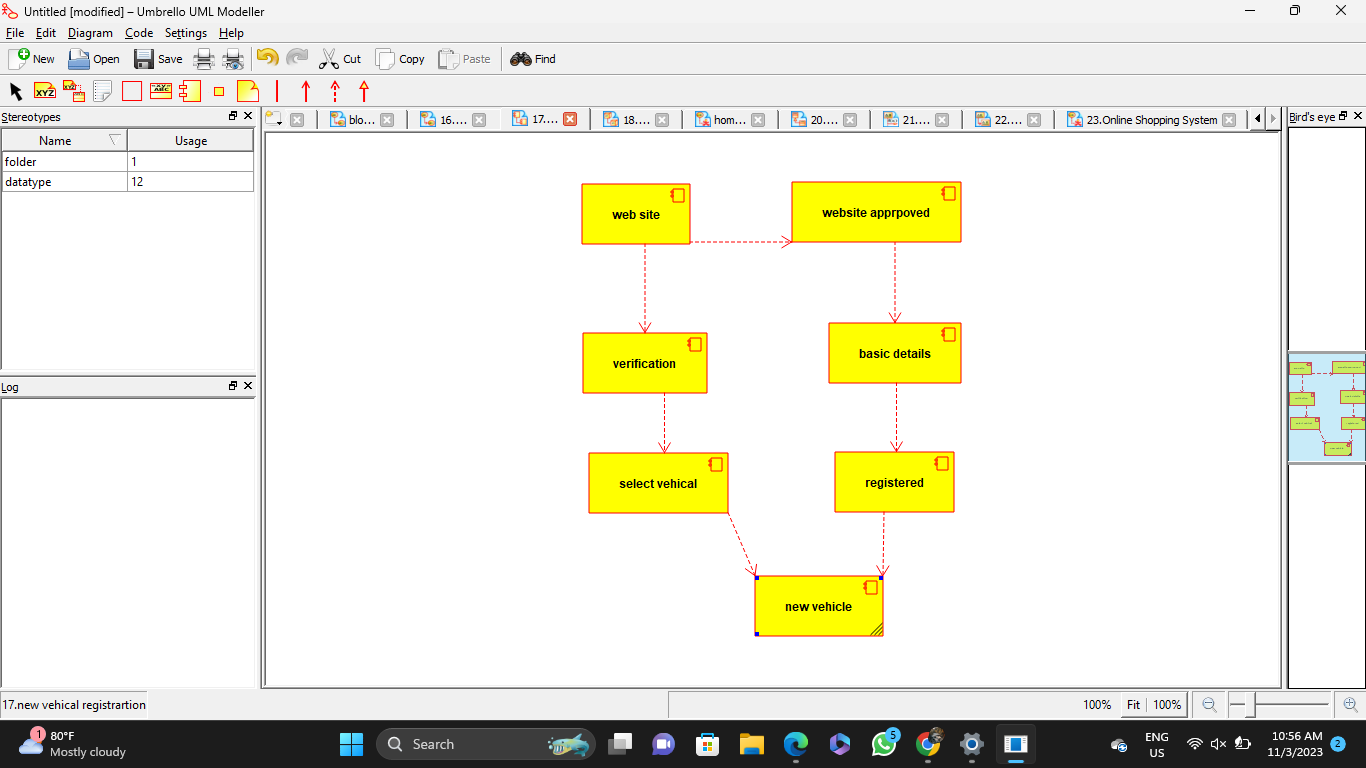 Untitled [modified] – Umbrello UML Modeller
File Edit Diagram Code Settings Help
New Open Save Cut Copy Paste Find
XYZ
Stereotypes
blo... 16.... 17.... 18.... hom... 20.... 21.... 22.... 23.Online Shopping System
Bird's eye
Name Usage
folder 1
datatype 12
web site
website apprpoved
verification
basic details
Log
select vehical
registered
new vehicle
17.new vehical registrartion
100% Fit 100%
1
80°F
Mostly cloudy
Search
5
ENG
US
10:56 AM
11/3/2023
2